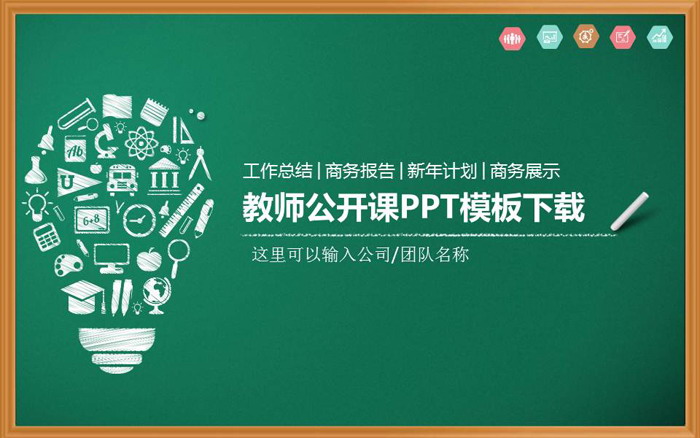 工作总结 | 商务报告 | 新年计划 | 商务展示
教师公开课PPT模板下载
这里可以输入公司/团队名称
Ab
U
6+8